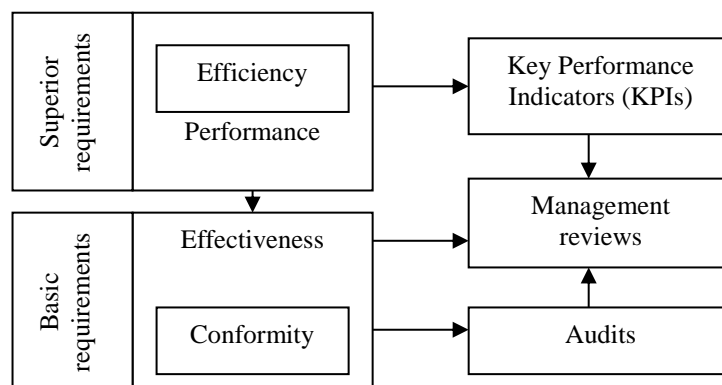 Superior
requirements
Efficiency
Performance
Key Performance
Indicators (KPIs)
Basic
requirements
Effectiveness
Conformity
Management
reviews
Audits